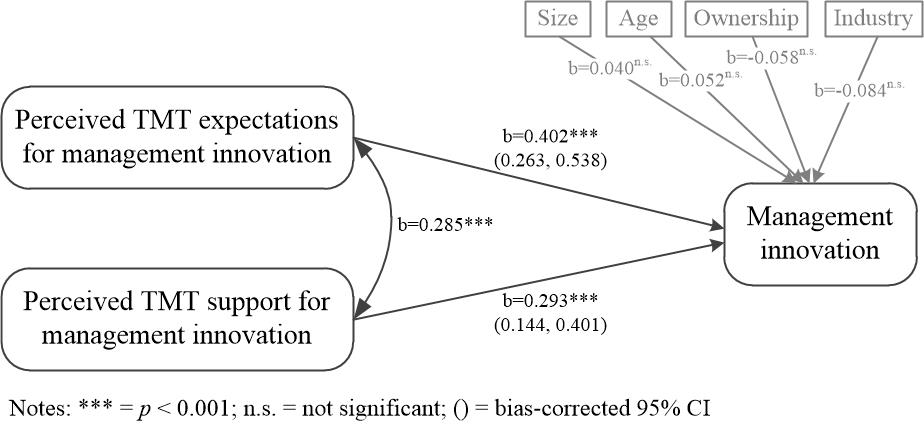 Size Age Ownership Industry
b=0.040n.s. b=0.052n.s. b=-0.058n.s. b=-0.084n.s.
Perceived TMT expectations
for management innovation
b=0.402***
(0.263, 0.538)
b=0.285***
Management
innovation
Perceived TMT support for
management innovation
b=0.293***
(0.144, 0.401)
Notes: *** = p < 0.001; n.s. = not significant; () = bias-corrected 95% CI